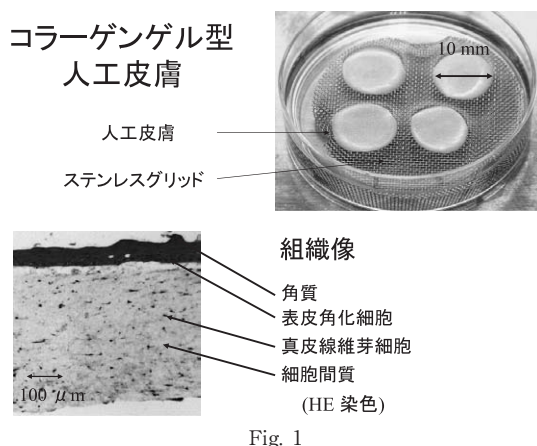 コラーゲンゲル型
人工皮膚
10 mm
人工皮膚
ステンレスグリッド
組織像
角質
表皮角化細胞
真皮線維芽細胞
細胞間質
100 μm
(HE 染色)
Fig. 1